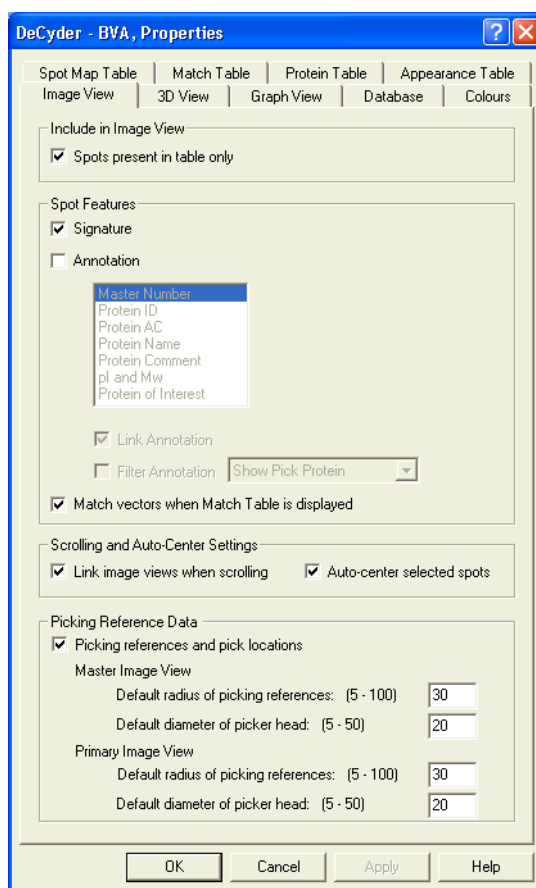 DeCyder - BVA, Properties
Spot Map Table Match Table Protein Table Appearance Table
Image View 3D View Graph View Database Colours
Include in Image View
Spots present in table only
Spot Features
Signature
Annotation
Master Number
Protein ID
Protein AC
Protein Name
Protein Comment
pI and Mw
Protein of Interest
Link Annotation
Filter Annotation Show Pick Protein
Match vectors when Match Table is displayed
Scrolling and Auto-Center Settings
Link image views when scrolling Auto-center selected spots
Picking Reference Data
Picking references and pick locations
Master Image View
Default radius of picking references: (5 - 100) 30
Default diameter of picker head: (5 - 50) 20
Primary Image View
Default radius of picking references: (5 - 100) 30
Default diameter of picker head: (5 - 50) 20
OK Cancel Apply Help